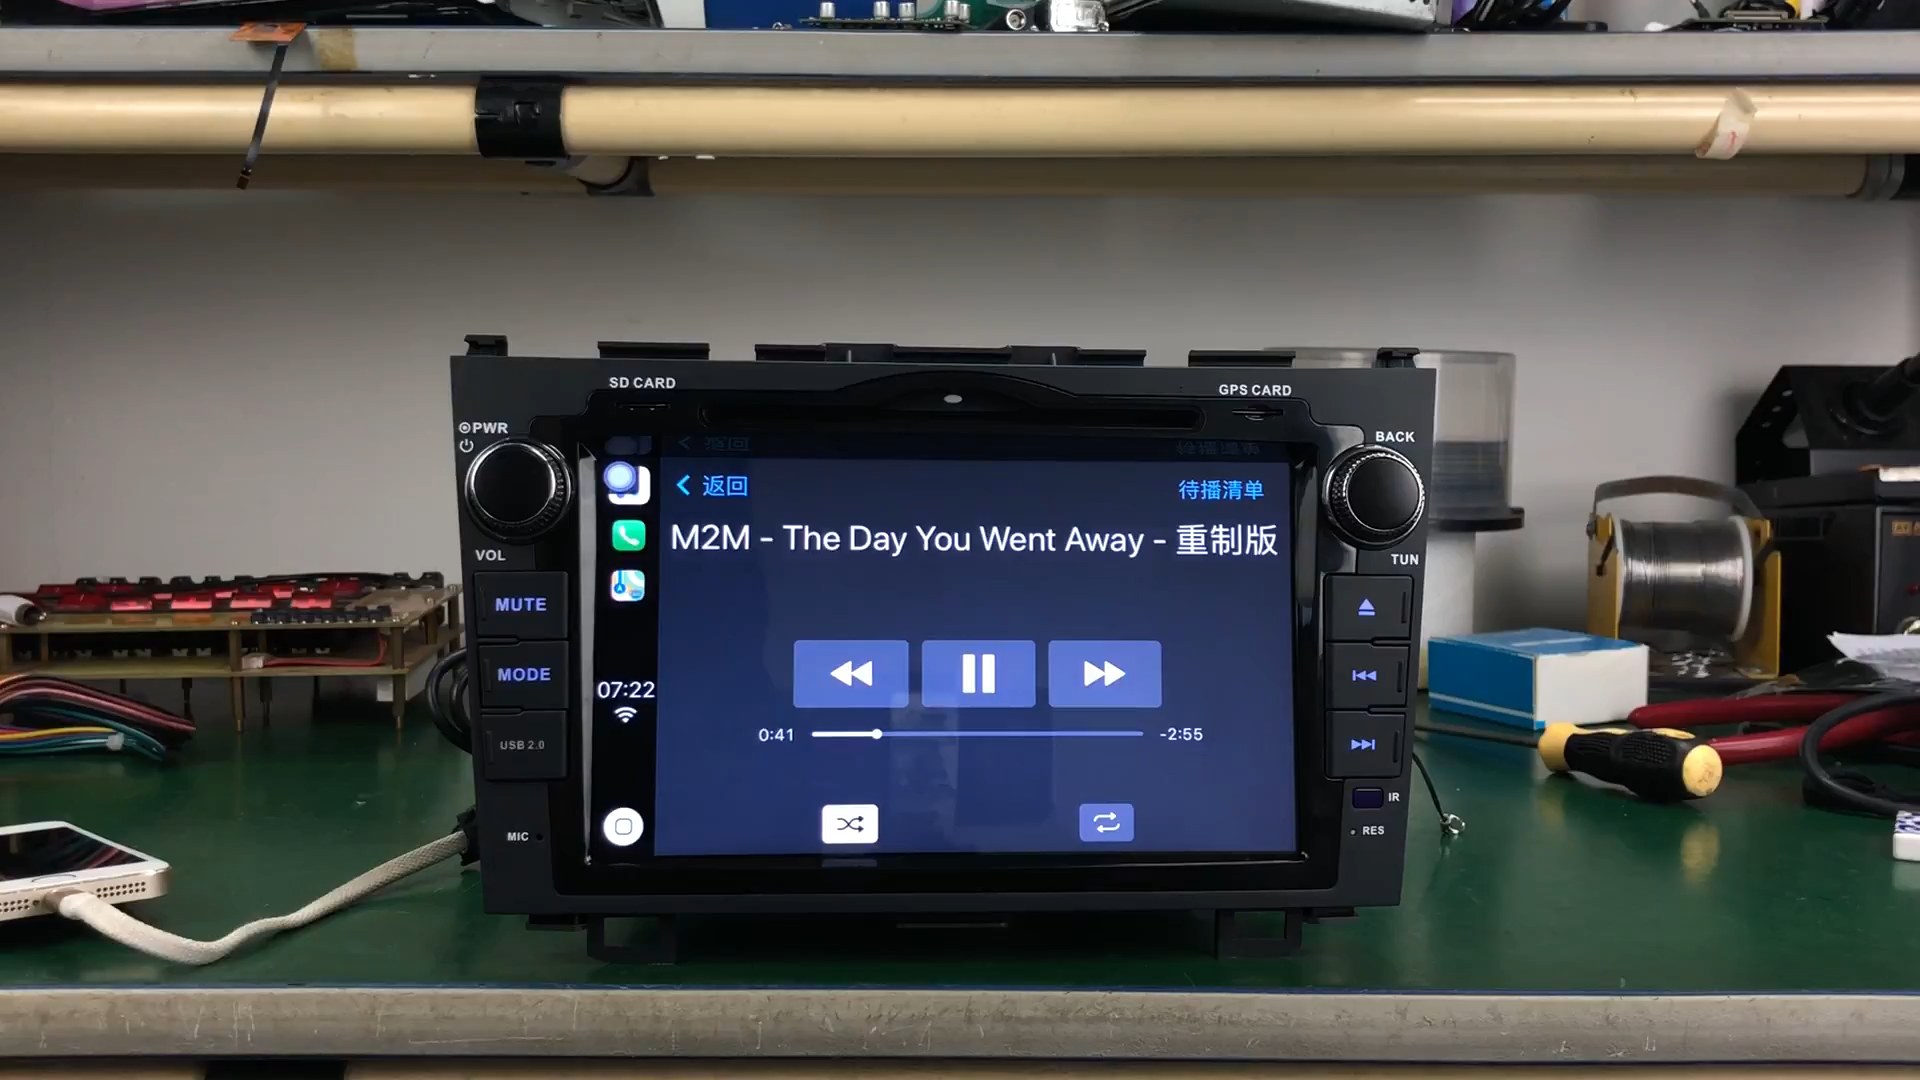 SD CARD
GPS CARD
PWR
BACK
返回
待播清单
M2M - The Day You Went Away - 重制版
VOL
TUN
MUTE
MODE
07:22
USB 2.0
0:41
-2:55
IR
MIC
RES